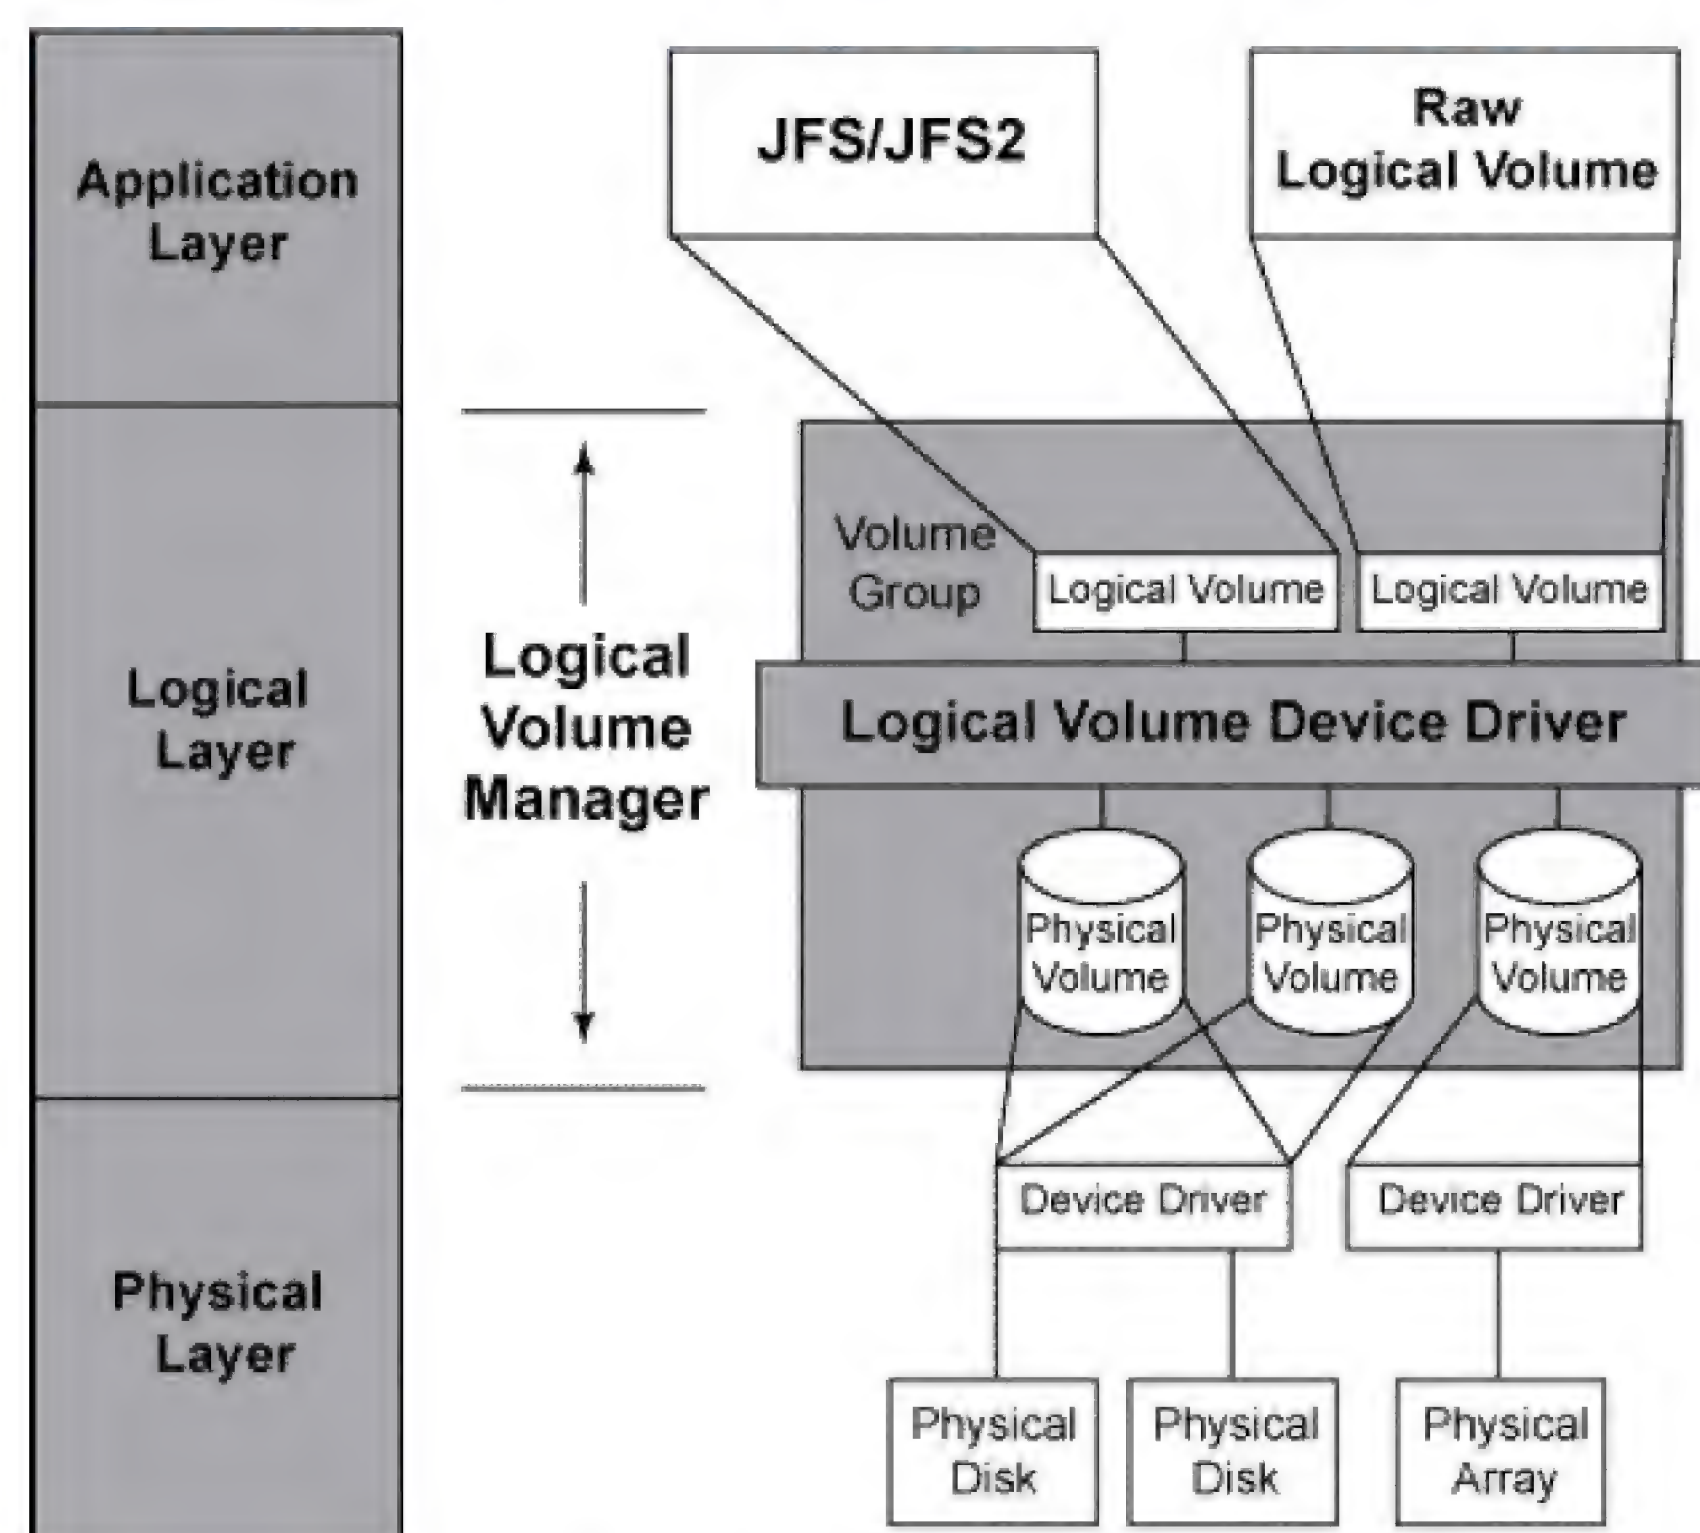 Application
Layer
JFS/JFS2
Raw
Logical Volume
Logical
Layer
Logical
Volume
Manager
Volume
Group
Logical Volume
Logical Volume
Logical Volume Device Driver
Physical
Volume
Physical
Volume
Physical
Volume
Physical
Layer
Device Driver
Device Driver
Physical
Disk
Physical
Disk
Physical
Array